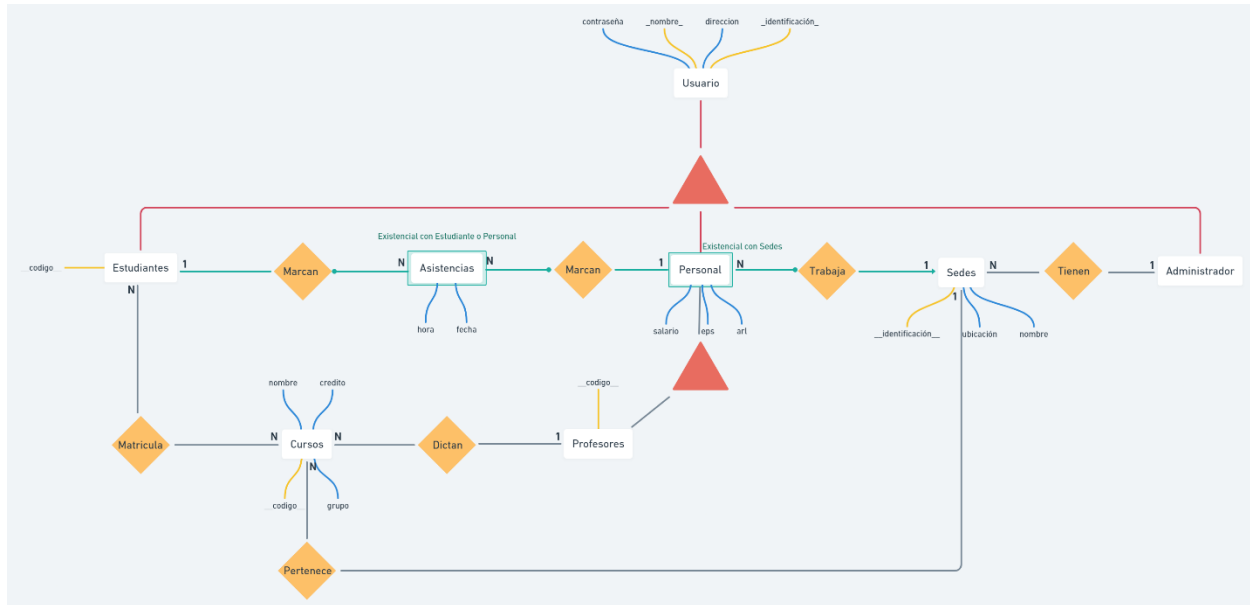 contraseña _nombre_ direccion _identificación_
Usuario
Existencial con Estudiante o Personal
Existencial con Sedes
__codigo__ Estudiantes 1 Marcan N Asistencias N Marcan 1 Personal N Trabaja 1 Sedes N Tienen 1 Administrador
N
1
hora fecha
salario eps arl
__identificación__ ubicación nombre
nombre credito
__codigo__
Matricula N Cursos N Dictan 1 Profesores
N
__codigo__ grupo
Pertenece